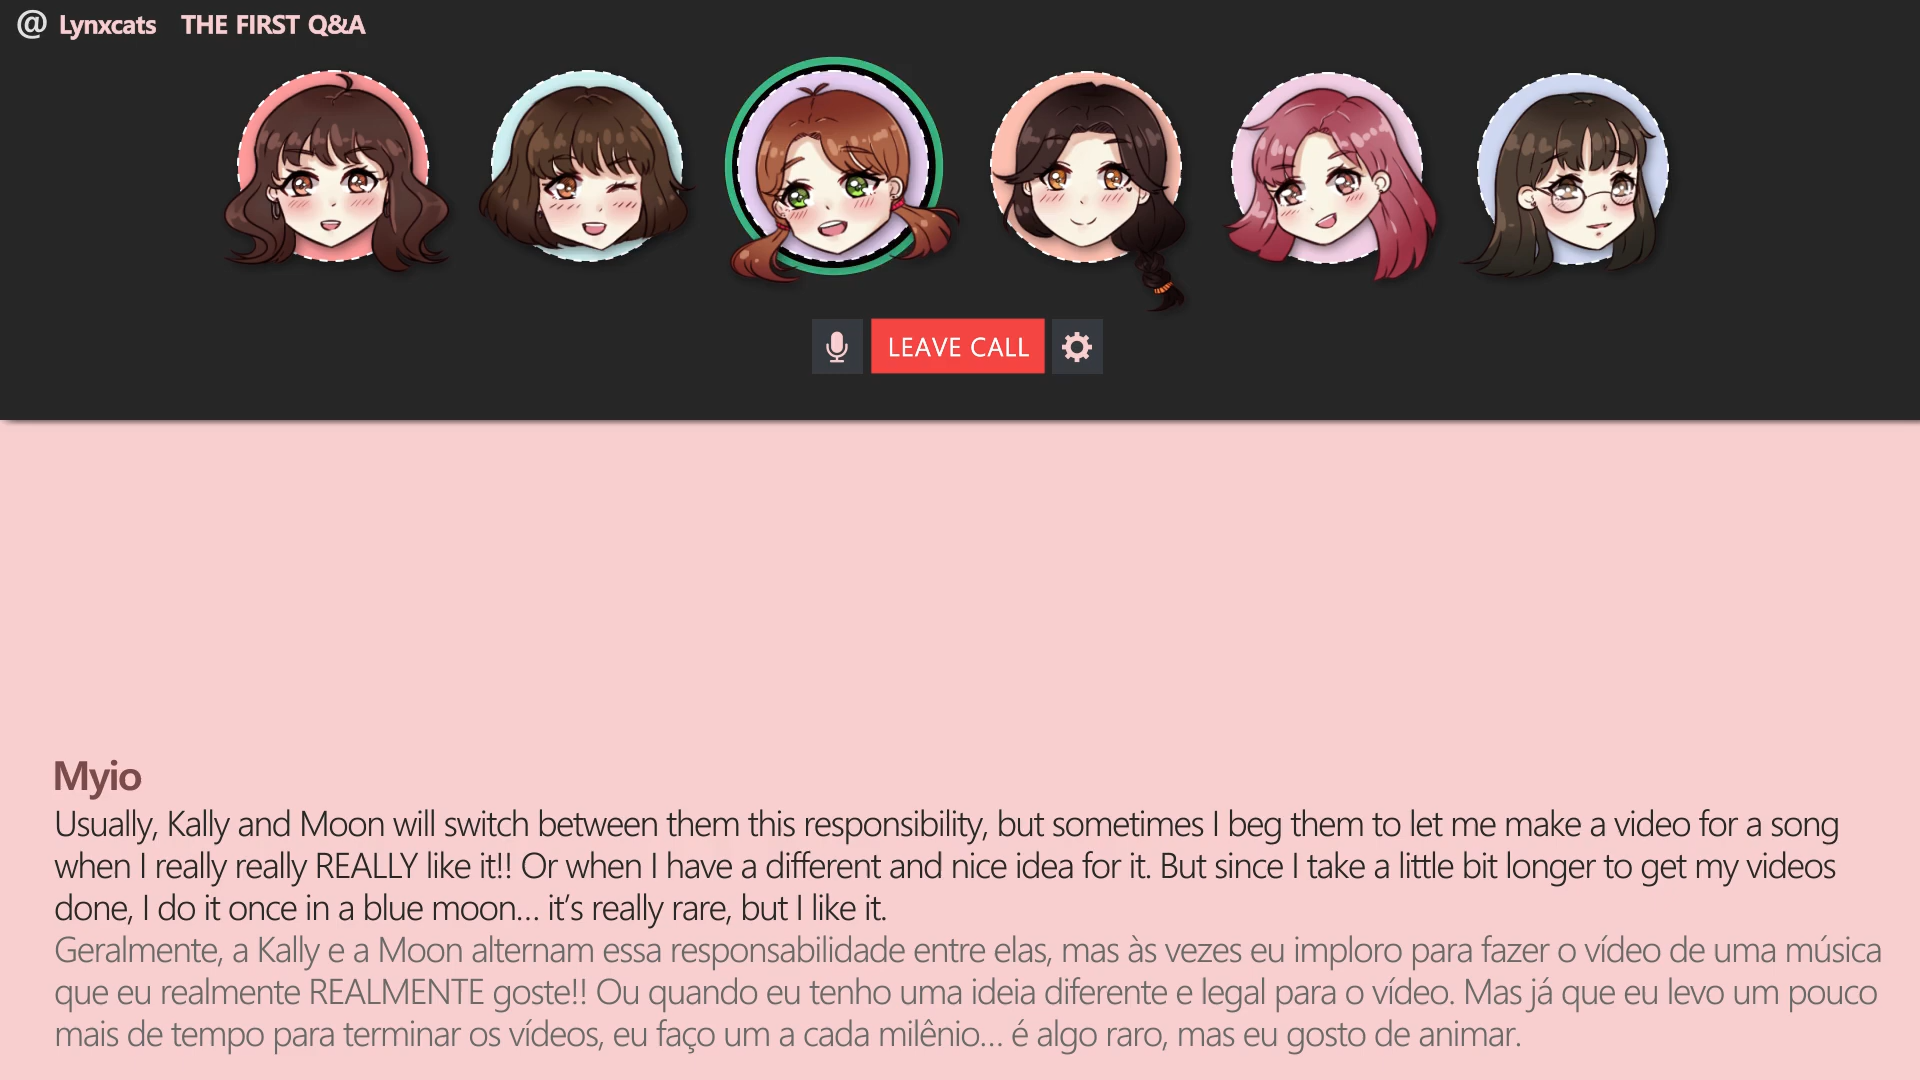 @ Lynxcats THE FIRST Q&A
LEAVE CALL
Myio
Usually, Kally and Moon will switch between them this responsibility, but sometimes I beg them to let me make a video for a song
when I really really REALLY like it!! Or when I have a different and nice idea for it. But since I take a little bit longer to get my videos
done, I do it once in a blue moon... it’s really rare, but I like it.
Geralmente, a Kally e a Moon alternam essa responsabilidade entre elas, mas às vezes eu imploro para fazer o vídeo de uma música
que eu realmente REALMENTE goste!! Ou quando eu tenho uma ideia diferente e legal para o vídeo. Mas já que eu levo um pouco
mais de tempo para terminar os vídeos, eu faço um a cada milênio... é algo raro, mas eu gosto de animar.